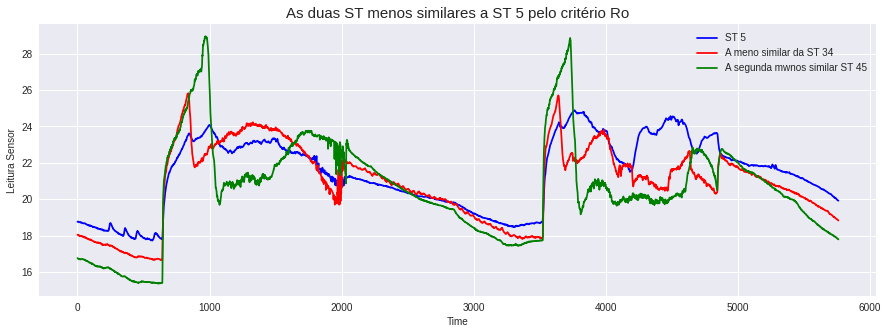 As duas ST menos similares a ST 5 pelo critério Ro
ST 5
A meno similar da ST 34
A segunda mwnos similar ST 45
Leitura Sensor
28
26
24
22
20
18
16
0 1000 2000 3000 4000 5000 6000
Time